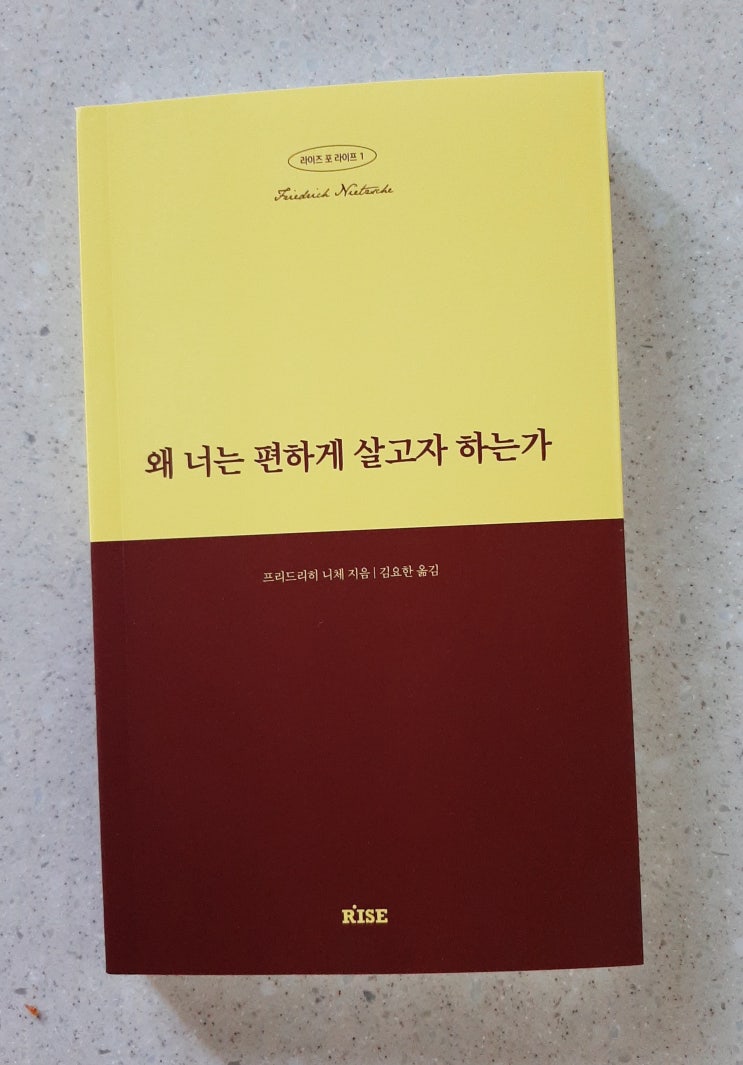 라이즈 포 라이프 1
Friedrich Nietzsche
왜 너는 편하게 살고자 하는가
프리드리히 니체 지음 | 김요한 옮김
RISE